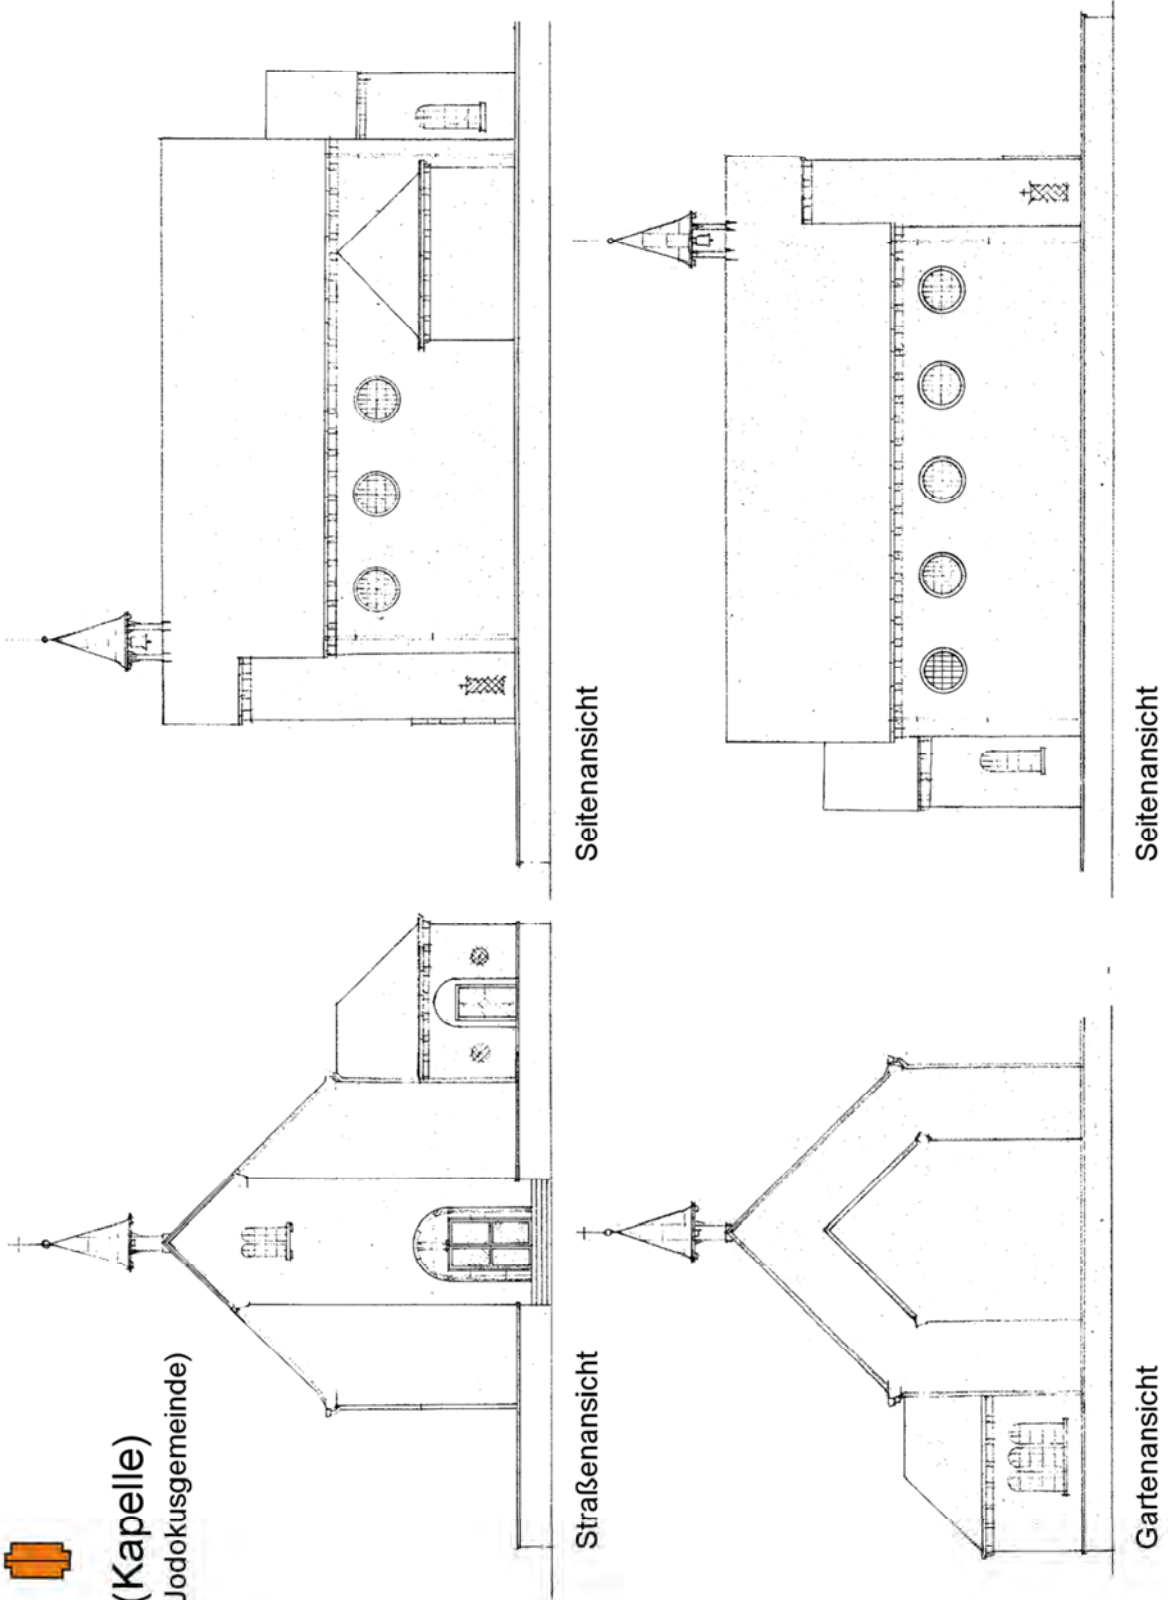 (Kapelle)
Jodokusgemeinde)
Straßenansicht
Seitenansicht
Gartenansicht
Seitenansicht